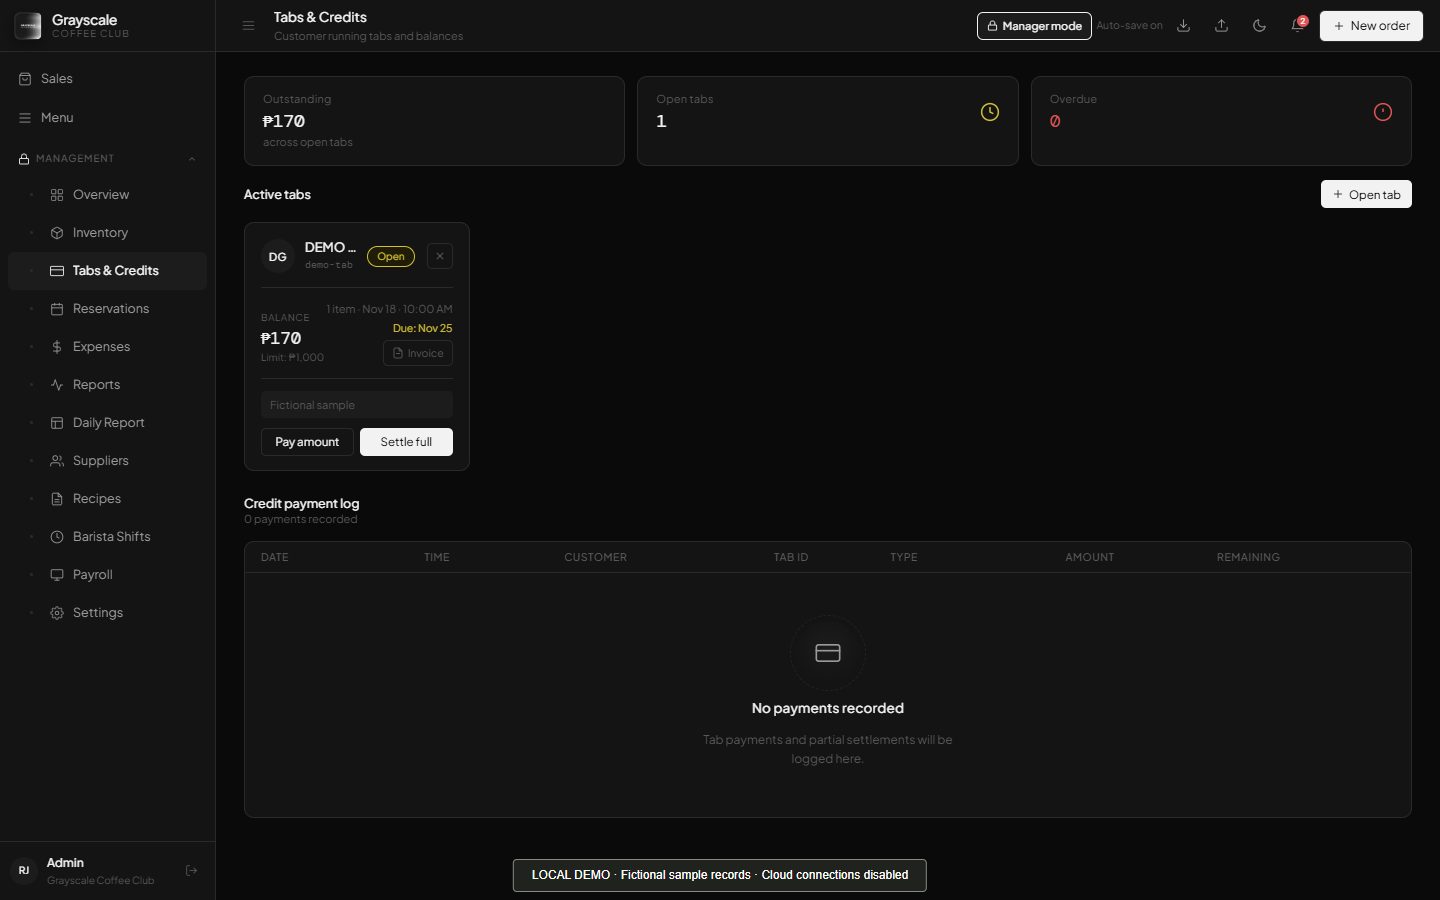 Grayscale
COFFEE CLUB
Sales
Menu
MANAGEMENT
Overview
Inventory
Tabs & Credits
Reservations
Expenses
Reports
Daily Report
Suppliers
Recipes
Barista Shifts
Payroll
Settings
RJ
Admin
Grayscale Coffee Club
Tabs & Credits
Customer running tabs and balances
Manager mode
Auto-save on
2
+ New order
Outstanding
₱170
across open tabs
Open tabs
1
Overdue
0
Active tabs
+ Open tab
DG
DEMO ...
demo-tab
Open
BALANCE
₱170
Limit: ₱1,000
1 item · Nov 18 · 10:00 AM
Due: Nov 25
Invoice
Fictional sample
Pay amount
Settle full
Credit payment log
0 payments recorded
DATE TIME CUSTOMER TAB ID TYPE AMOUNT REMAINING
No payments recorded
Tab payments and partial settlements will be
logged here.
LOCAL DEMO · Fictional sample records · Cloud connections disabled